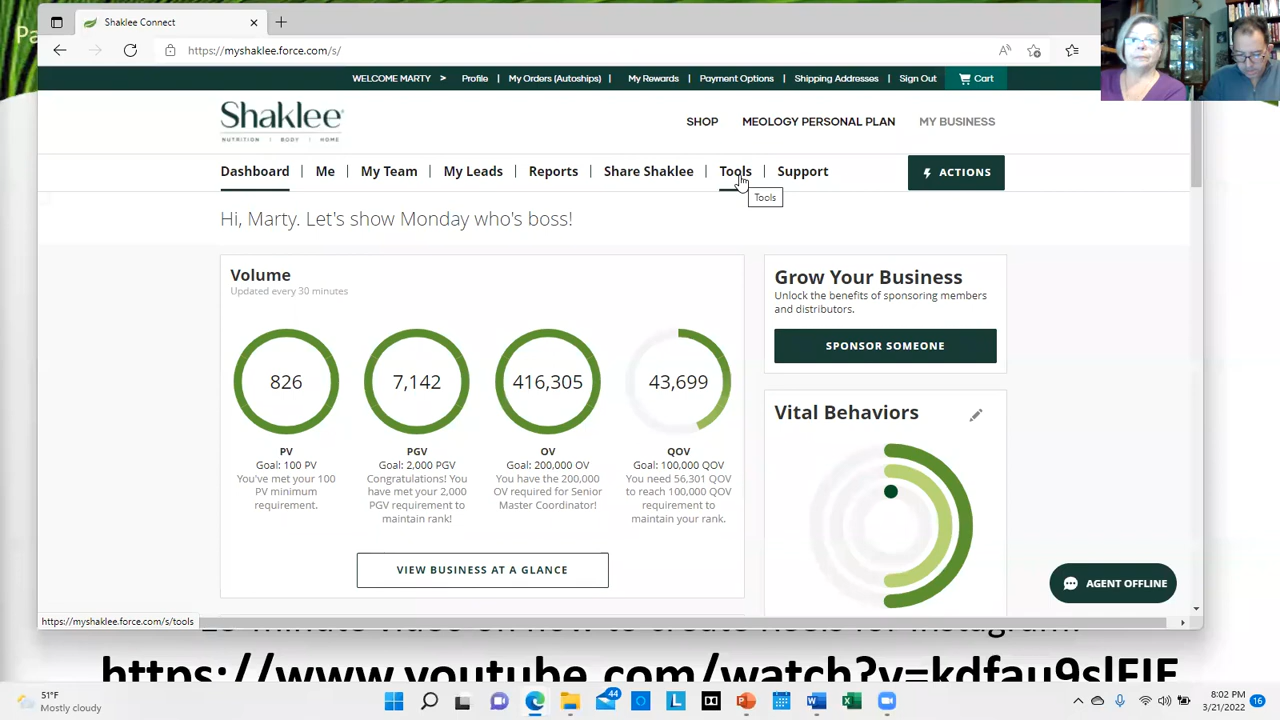 Shaklee Connect
https://myshaklee.force.com/s/
WELCOME MARTY > Profile | My Orders (Autoships) | My Rewards | Payment Options | Shipping Addresses | Sign Out Cart
Shaklee
NUTRITION | BODY | HOME
SHOP MEOLOGY PERSONAL PLAN MY BUSINESS
Dashboard | Me | My Team | My Leads | Reports | Share Shaklee | Tools | Support ACTIONS
Tools
Hi, Marty. Let's show Monday who's boss!
Volume
Updated every 30 minutes
826 7,142 416,305 43,699
PV PGV OV QOV
Goal: 100 PV Goal: 2,000 PGV Goal: 200,000 OV Goal: 100,000 QOV
You've met your 100 Congratulations! You You have the 200,000 You need 56,301 QOV
PV minimum have met your 2,000 OV required for Senior to reach 100,000 QOV
requirement. PGV requirement to Master Coordinator! requirement to
maintain rank! maintain your rank.
VIEW BUSINESS AT A GLANCE
Grow Your Business
Unlock the benefits of sponsoring members
and distributors.
SPONSOR SOMEONE
Vital Behaviors
AGENT OFFLINE
https://myshaklee.force.com/s/tools
51°F
Mostly cloudy
44
8:02 PM
3/21/2022
16